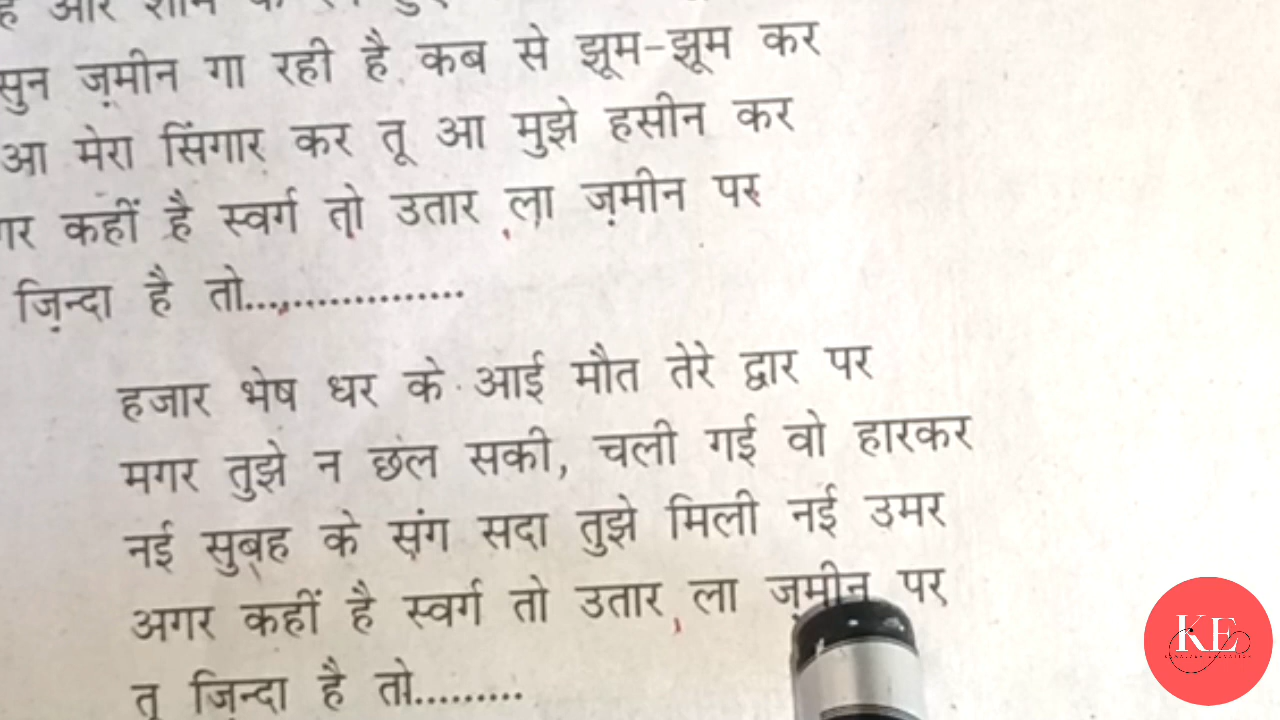 सुन ज़मीन गा रही है कब से झूम-झूम कर
आ मेरा सिंगार कर तू आ मुझे हसीन कर
कहीं है स्वर्ग तो उतार ला ज़मीन पर
ज़िन्दा है तो..................
हजार भेष धर के आई मौत तेरे द्वार पर
मगर तुझे न छल सकी, चली गई वो हारकर
नई सुबह के संग सदा तुझे मिली नई उमर
अगर कहीं है स्वर्ग तो उतार ला ज़मीन पर
तू ज़िन्दा है तो.........
KE